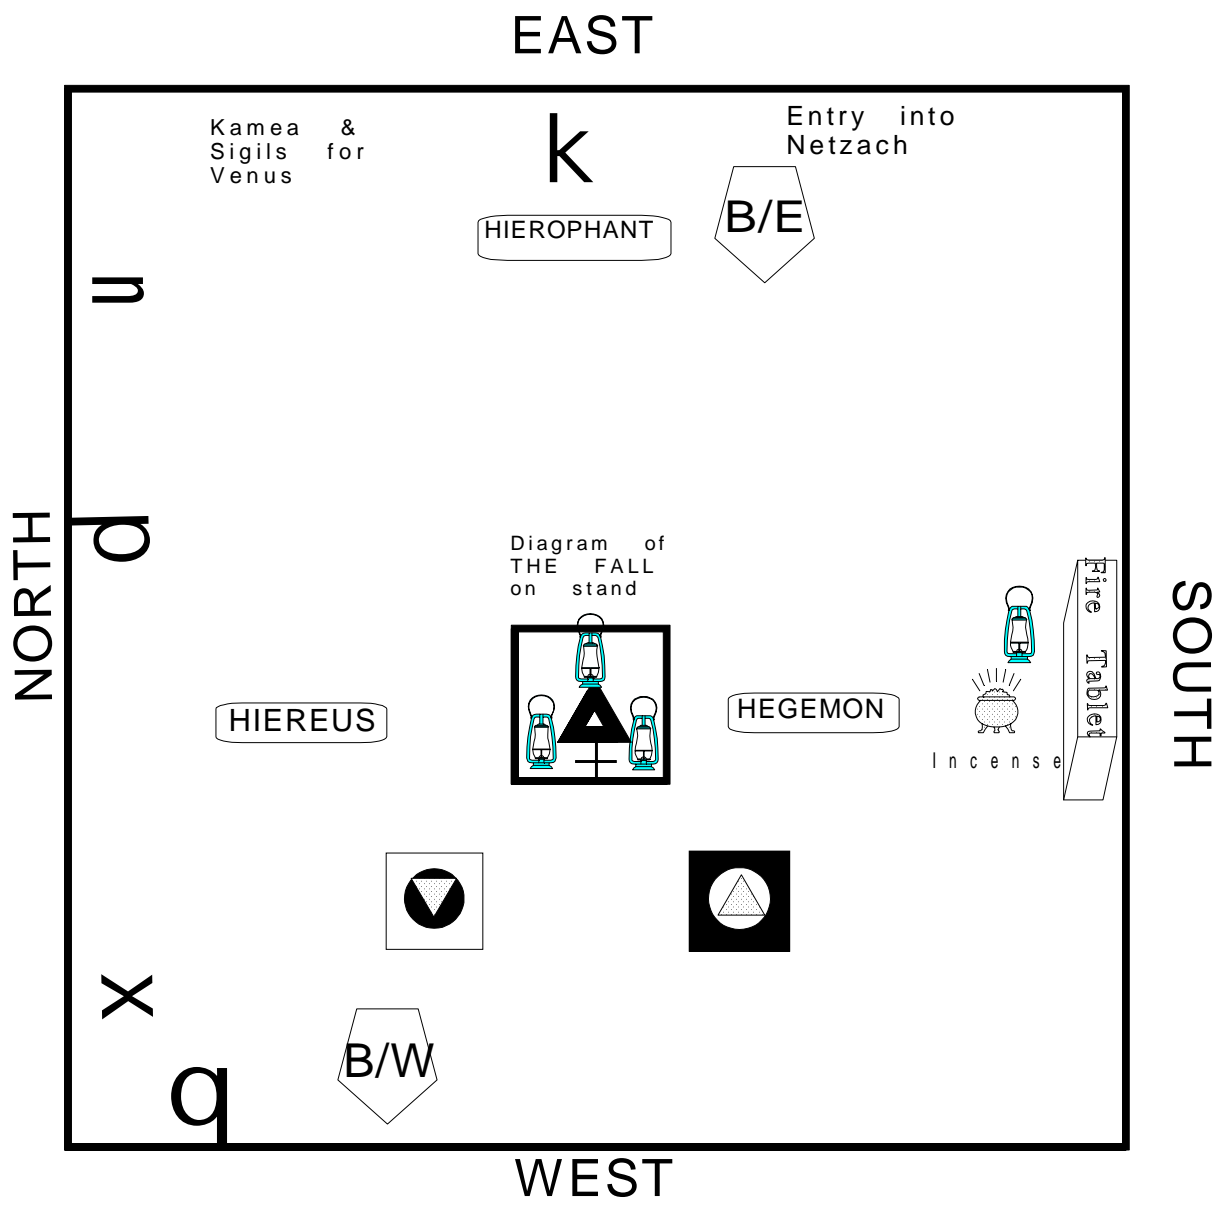 EAST
Kamea &
Sigils for
Venus
k
Entry into
Netzach
HIEROPHANT
B/E
n
NORTH
d
Diagram of
THE FALL
on stand
SOUTH
Fire Tablet
HIEREUS
HEGEMON
Incense
x
B/W
q
WEST